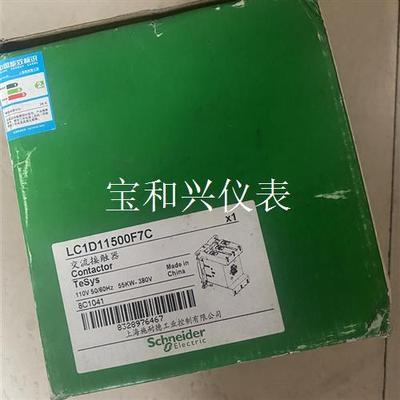 宝和兴仪表
LC1D11500F7C
x1
交流接触器
Contactor
TeSys
Made in
China
110V 50/60Hz 55KW-380V
8C1041
8J28976467
上海施耐德工业控制有限公司
Schneider
Electric